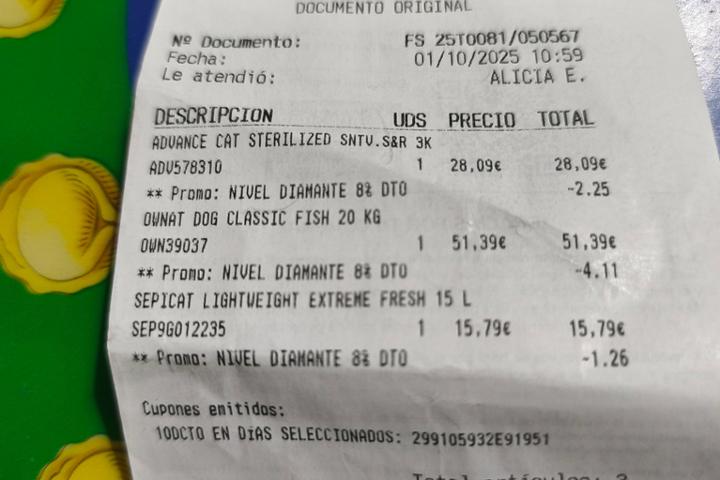 DOCUMENTO ORIGINAL
Nº Documento: FS 25T0081/050567
Fecha: 01/10/2025 10:59
Le atendió: ALICIA E.
DESCRIPCION UDS PRECIO TOTAL
ADVANCE CAT STERILIZED SNTV.S&R 3K
ADV578310 1 28,09€ 28,09€
** Promo: NIVEL DIAMANTE 8% DTO -2.25
OWNAT DOG CLASSIC FISH 20 KG
OWN39037 1 51,39€ 51,39€
** Promo: NIVEL DIAMANTE 8% DTO -4.11
SEPICAT LIGHTWEIGHT EXTREME FRESH 15 L
SEP9G012235 1 15,79€ 15,79€
** Promo: NIVEL DIAMANTE 8% DTO -1.26
Cupones emitidos:
10DCTO EN DíAS SELECCIONADOS: 299105932E91951
Total artículos: 3